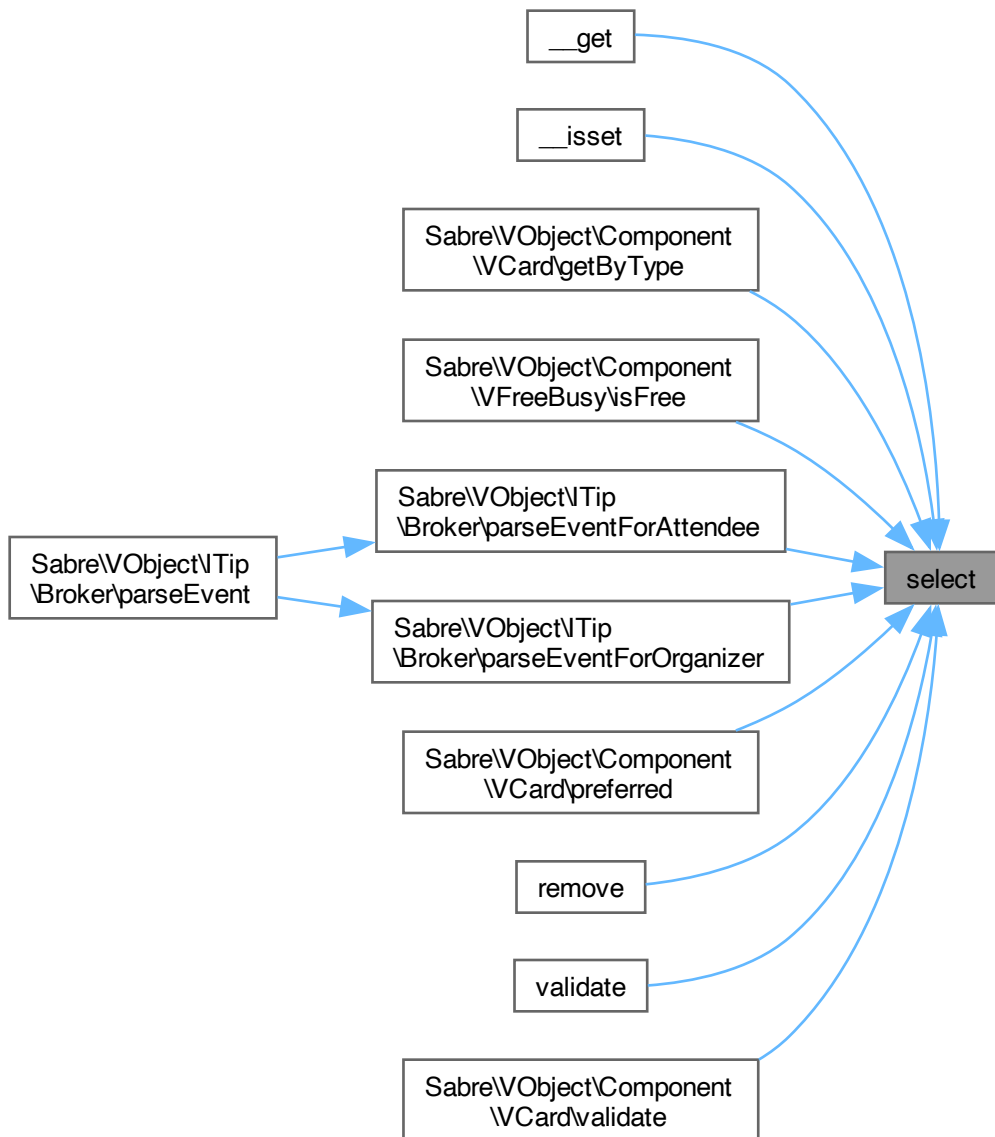 __get
__isset
Sabre\VObject\Component
\VCard\getByType
Sabre\VObject\Component
\VFreeBusy\isFree
Sabre\VObject\ITip
\Broker\parseEventForAttendee
Sabre\VObject\ITip
\Broker\parseEvent
select
Sabre\VObject\ITip
\Broker\parseEventForOrganizer
Sabre\VObject\Component
\VCard\preferred
remove
validate
Sabre\VObject\Component
\VCard\validate